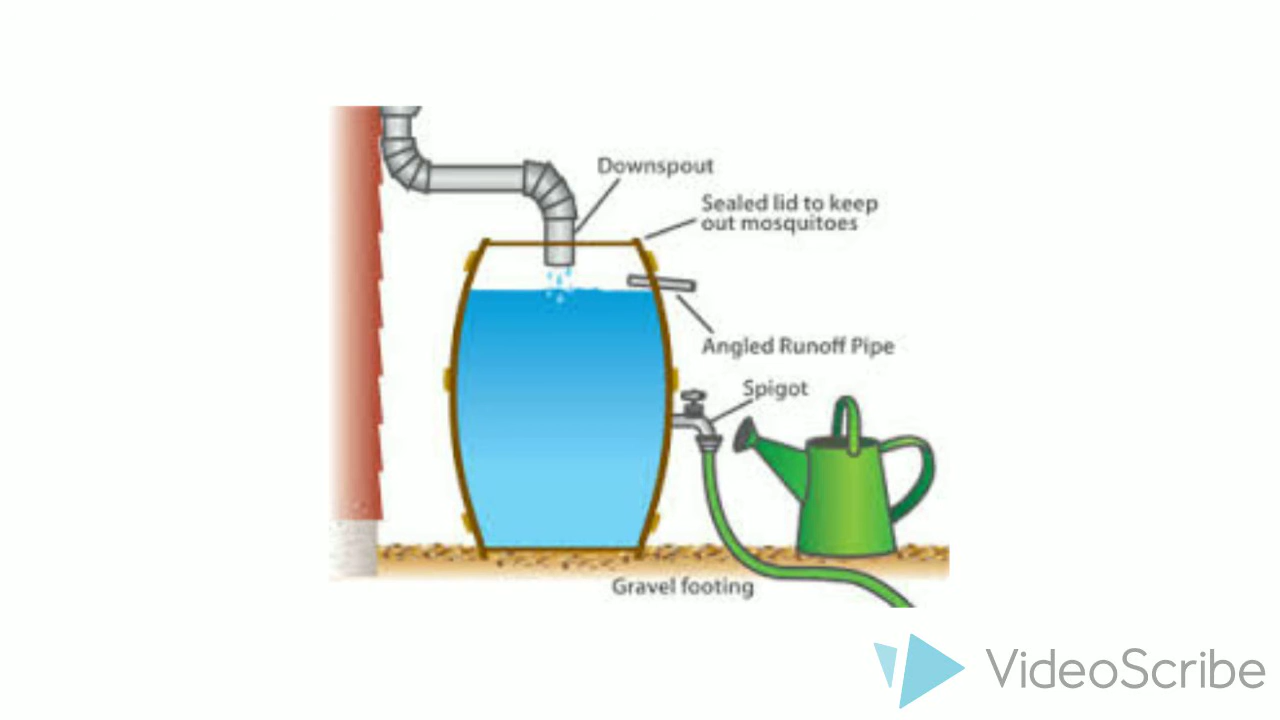 Downspout
Sealed lid to keep
out mosquitoes
Angled Runoff Pipe
Spigot
Gravel footing
VideoScribe